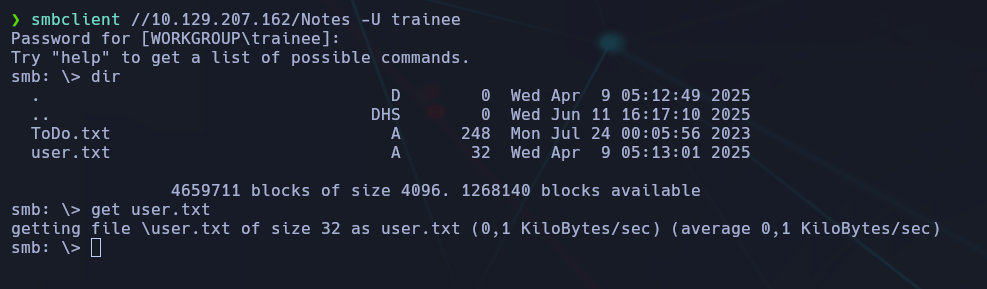 ❯ smbclient //10.129.207.162/Notes -U trainee
Password for [WORKGROUP\trainee]:
Try "help" to get a list of possible commands.
smb: \> dir
  .                                   D        0  Wed Apr  9 05:12:49 2025
  ..                                DHS        0  Wed Jun 11 16:17:10 2025
  ToDo.txt                            A      248  Mon Jul 24 00:05:56 2023
  user.txt                            A       32  Wed Apr  9 05:13:01 2025
                4659711 blocks of size 4096. 1268140 blocks available
smb: \> get user.txt
getting file \user.txt of size 32 as user.txt (0,1 KiloBytes/sec) (average 0,1 KiloBytes/sec)
smb: \>